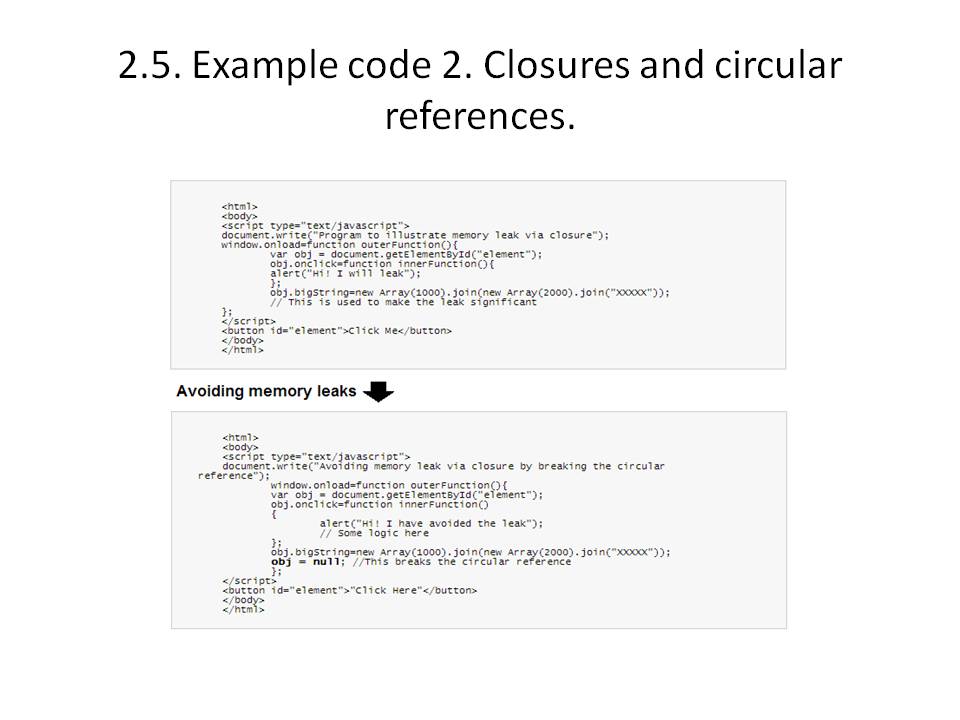 2.5. Example code 2. Closures and circular
references.
<html>
<body>
<script type="text/javascript">
document.write("Program to illustrate memory leak via closure");
window.onload=function outerFunction(){
var obj = document.getElementById("element");
obj.onclick=function innerFunction(){
alert("Hi! I will leak");
};
obj.bigString=new Array(1000).join(new Array(2000).join("XXXXX"));
// This is used to make the leak significant
};
</script>
<button id="element">Click Me</button>
</body>
</html>
Avoiding memory leaks
<html>
<body>
<script type="text/javascript">
document.write("Avoiding memory leak via closure by breaking the circular
reference");
window.onload=function outerFunction(){
var obj = document.getElementById("element");
obj.onclick=function innerFunction()
{
alert("Hi! I have avoided the leak");
// Some logic here
};
obj.bigString=new Array(1000).join(new Array(2000).join("XXXXX"));
obj = null; //This breaks the circular reference
};
</script>
<button id="element">"Click Here"</button>
</body>
</html>